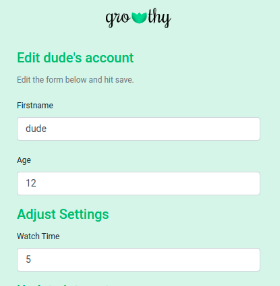 growthy
Edit dude's account
Edit the form below and hit save.
Firstname
dude
Age
12
Adjust Settings
Watch Time
5